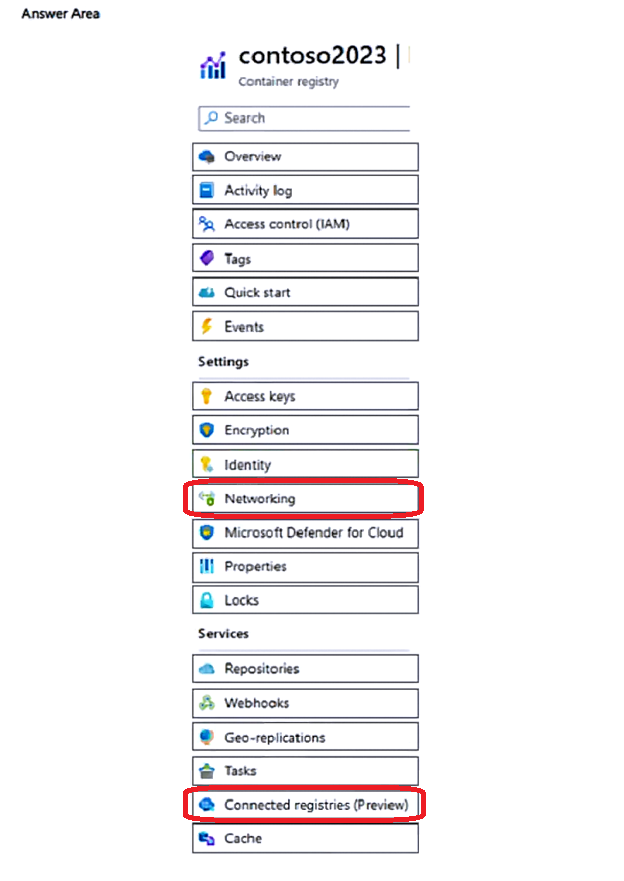 Answer Area
contoso2023 |
Container registry
Search
Overview
Activity log
Access control (IAM)
Tags
Quick start
Events
Settings
Access keys
Encryption
Identity
Networking
Microsoft Defender for Cloud
Properties
Locks
Services
Repositories
Webhooks
Geo-replications
Tasks
Connected registries (Preview)
Cache